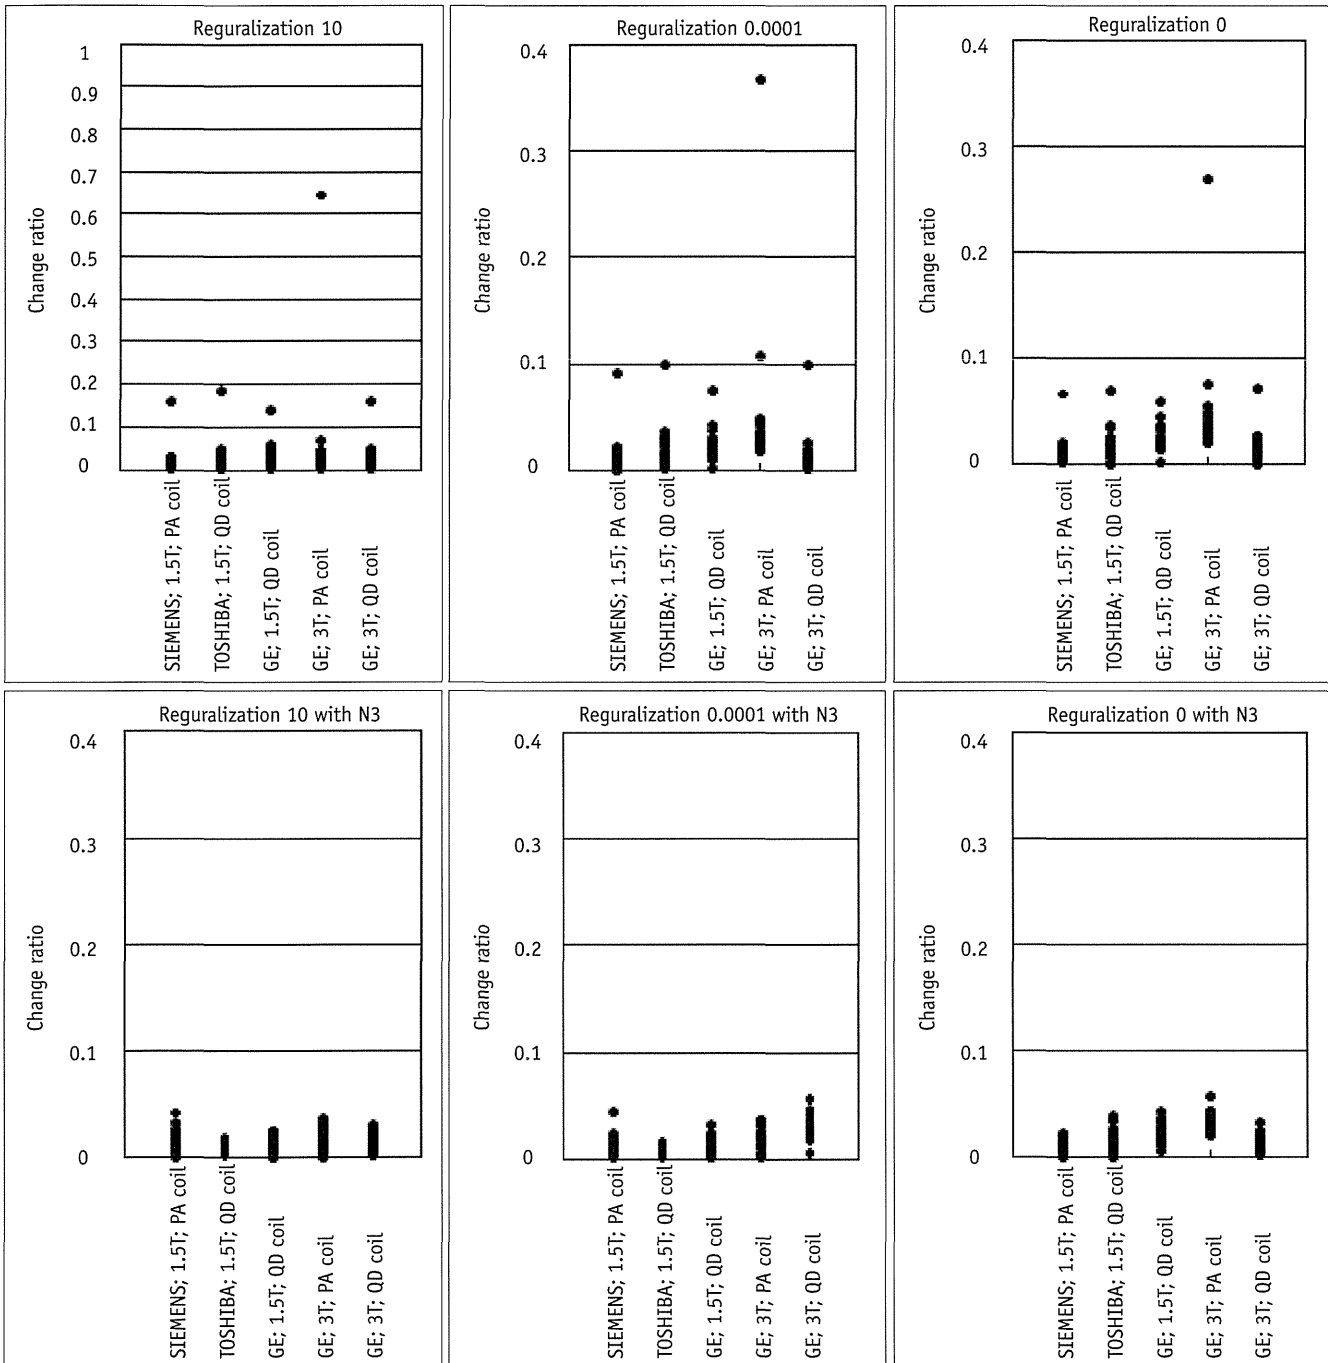 Reguralization 10
1
0.9
0.8
0.7
0.6
0.5
0.4
0.3
0.2
0.1
0
Change ratio
SIEMENS; 1.5T; PA coil
TOSHIBA; 1.5T; QD coil
GE; 1.5T; QD coil
GE; 3T; PA coil
GE; 3T; QD coil
Reguralization 0.0001
0.4
0.3
0.2
0.1
0
Change ratio
SIEMENS; 1.5T; PA coil
TOSHIBA; 1.5T; QD coil
GE; 1.5T; QD coil
GE; 3T; PA coil
GE; 3T; QD coil
Reguralization 0
0.4
0.3
0.2
0.1
0
Change ratio
SIEMENS; 1.5T; PA coil
TOSHIBA; 1.5T; QD coil
GE; 1.5T; QD coil
GE; 3T; PA coil
GE; 3T; QD coil
Reguralization 10 with N3
0.4
0.3
0.2
0.1
0
Change ratio
SIEMENS; 1.5T; PA coil
TOSHIBA; 1.5T; QD coil
GE; 1.5T; QD coil
GE; 3T; PA coil
GE; 3T; QD coil
Reguralization 0.0001 with N3
0.4
0.3
0.2
0.1
0
Change ratio
SIEMENS; 1.5T; PA coil
TOSHIBA; 1.5T; QD coil
GE; 1.5T; QD coil
GE; 3T; PA coil
GE; 3T; QD coil
Reguralization 0 with N3
0.4
0.3
0.2
0.1
0
Change ratio
SIEMENS; 1.5T; PA coil
TOSHIBA; 1.5T; QD coil
GE; 1.5T; QD coil
GE; 3T; PA coil
GE; 3T; QD coil